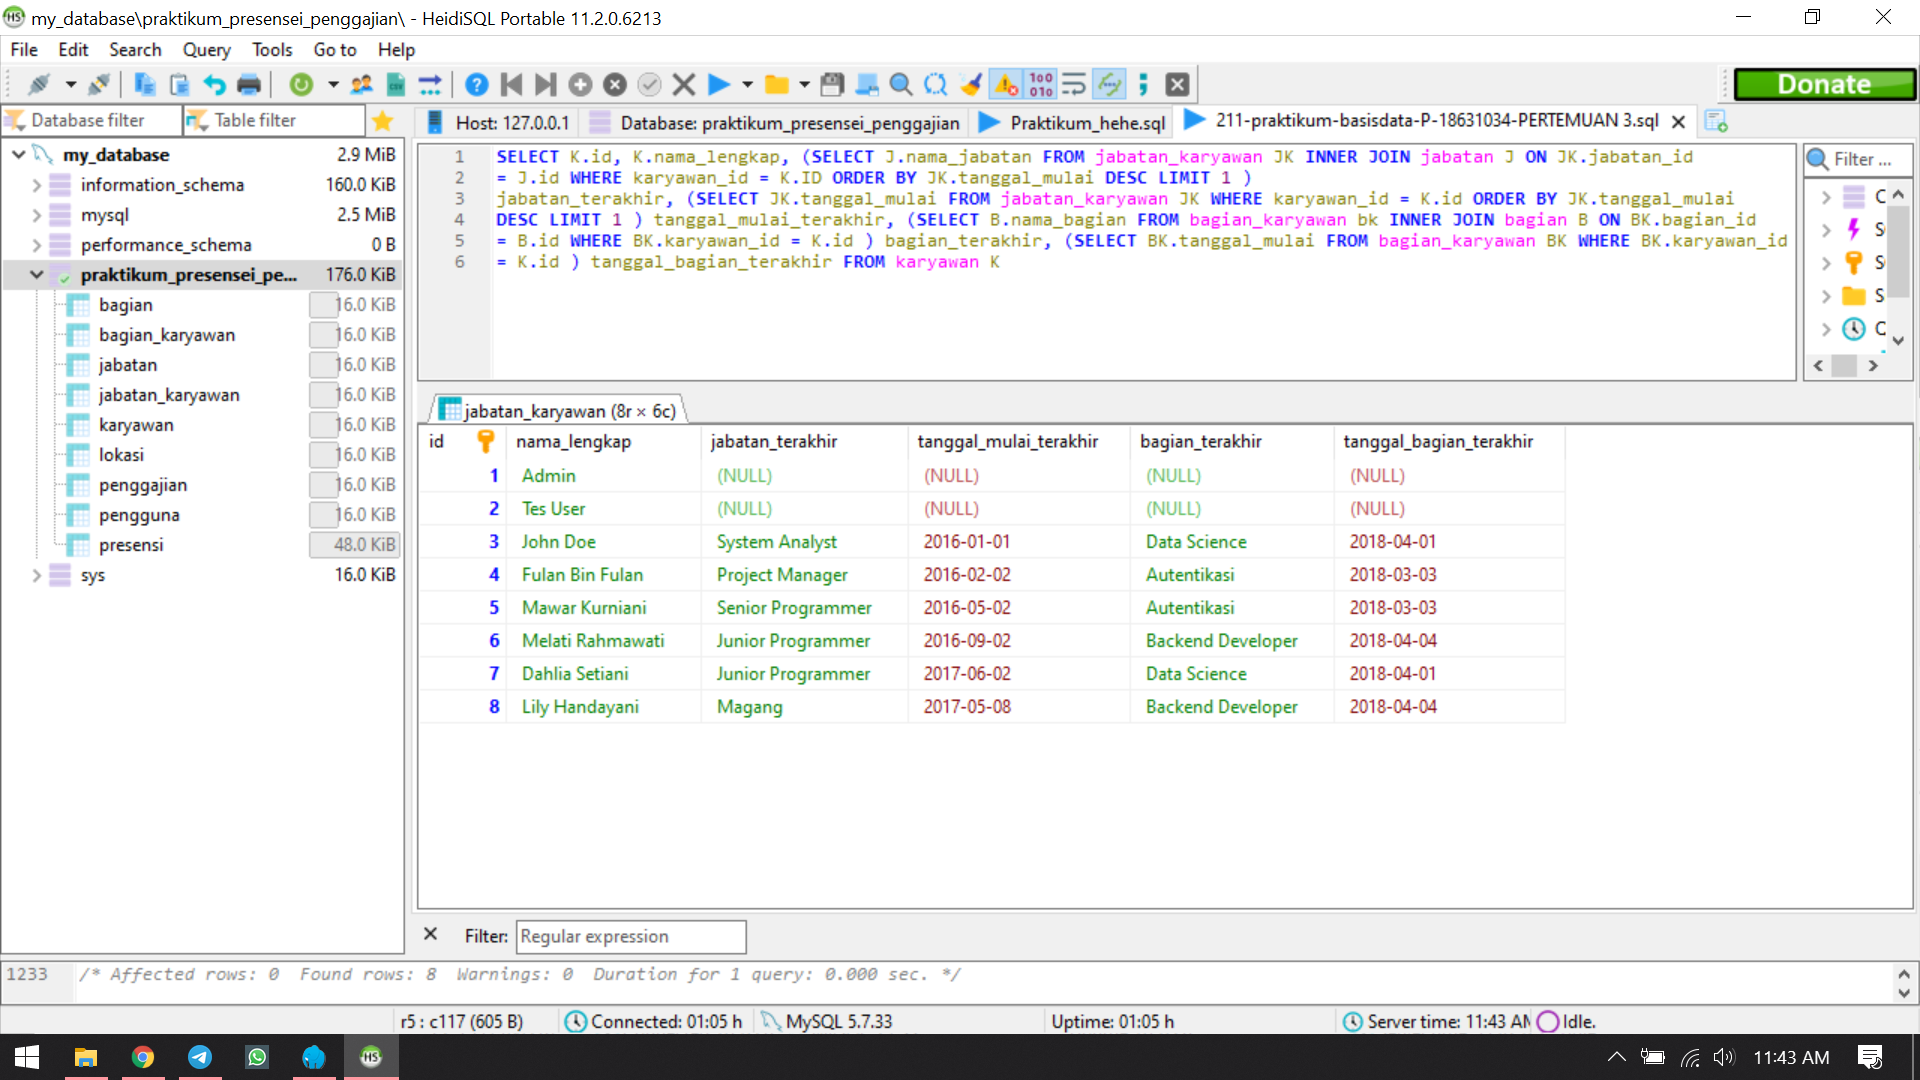 my_database\praktikum_presensei_penggajian\ - HeidiSQL Portable 11.2.0.6213
File Edit Search Query Tools Go to Help
Donate
Database filter Table filter
Host: 127.0.0.1 Database: praktikum_presensei_penggajian Praktikum_hehe.sql 211-praktikum-basisdata-P-18631034-PERTEMUAN 3.sql
my_database 2.9 MiB
information_schema 160.0 KiB
mysql 2.5 MiB
performance_schema 0 B
praktikum_presensei_pe... 176.0 KiB
bagian 16.0 KiB
bagian_karyawan 16.0 KiB
jabatan 16.0 KiB
jabatan_karyawan 16.0 KiB
karyawan 16.0 KiB
lokasi 16.0 KiB
penggajian 16.0 KiB
pengguna 16.0 KiB
presensi 48.0 KiB
sys 16.0 KiB
1 SELECT K.id, K.nama_lengkap, (SELECT J.nama_jabatan FROM jabatan_karyawan JK INNER JOIN jabatan J ON JK.jabatan_id
2 = J.id WHERE karyawan_id = K.ID ORDER BY JK.tanggal_mulai DESC LIMIT 1 )
3 jabatan_terakhir, (SELECT JK.tanggal_mulai FROM jabatan_karyawan JK WHERE karyawan_id = K.id ORDER BY JK.tanggal_mulai
4 DESC LIMIT 1 ) tanggal_mulai_terakhir, (SELECT B.nama_bagian FROM bagian_karyawan bk INNER JOIN bagian B ON BK.bagian_id
5 = B.id WHERE BK.karyawan_id = K.id ) bagian_terakhir, (SELECT BK.tanggal_mulai FROM bagian_karyawan BK WHERE BK.karyawan_id
6 = K.id ) tanggal_bagian_terakhir FROM karyawan K
Filter ...
jabatan_karyawan (8r × 6c)
id nama_lengkap jabatan_terakhir tanggal_mulai_terakhir bagian_terakhir tanggal_bagian_terakhir
1 Admin (NULL) (NULL) (NULL) (NULL)
2 Tes User (NULL) (NULL) (NULL) (NULL)
3 John Doe System Analyst 2016-01-01 Data Science 2018-04-01
4 Fulan Bin Fulan Project Manager 2016-02-02 Autentikasi 2018-03-03
5 Mawar Kurniani Senior Programmer 2016-05-02 Autentikasi 2018-03-03
6 Melati Rahmawati Junior Programmer 2016-09-02 Backend Developer 2018-04-04
7 Dahlia Setiani Junior Programmer 2017-06-02 Data Science 2018-04-01
8 Lily Handayani Magang 2017-05-08 Backend Developer 2018-04-04
Filter: Regular expression
1233 /* Affected rows: 0 Found rows: 8 Warnings: 0 Duration for 1 query: 0.000 sec. */
r5 : c117 (605 B) Connected: 01:05 h MySQL 5.7.33 Uptime: 01:05 h Server time: 11:43 AM Idle.
HS 11:43 AM